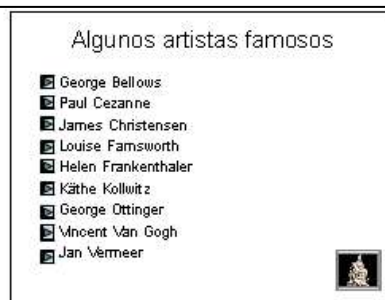 Algunos artistas famosos
George Bellows
Paul Cezanne
James Christensen
Louise Farnsworth
Helen Frankenthaler
Käthe Kollwitz
George Ottinger
Vincent Van Gogh
Jan Vermeer